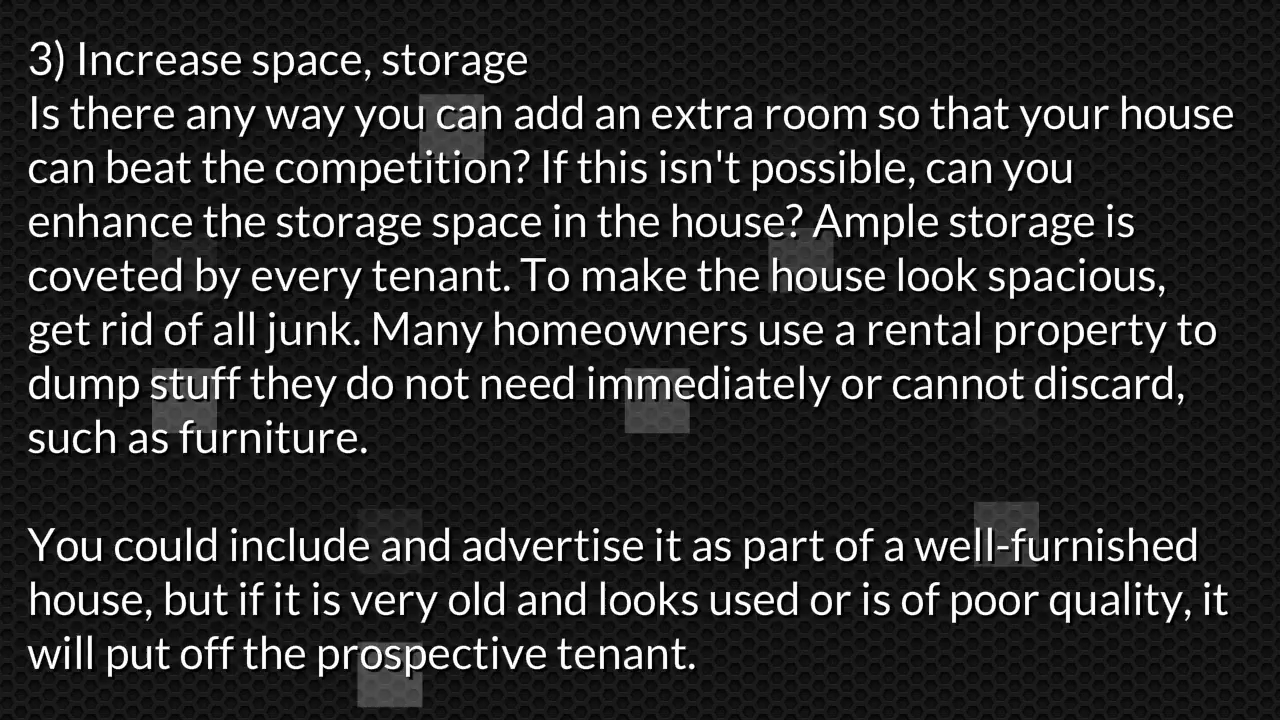 3) Increase space, storage
Is there any way you can add an extra room so that your house
can beat the competition? If this isn't possible, can you
enhance the storage space in the house? Ample storage is
coveted by every tenant. To make the house look spacious,
get rid of all junk. Many homeowners use a rental property to
dump stuff they do not need immediately or cannot discard,
such as furniture.
You could include and advertise it as part of a well-furnished
house, but if it is very old and looks used or is of poor quality, it
will put off the prospective tenant.